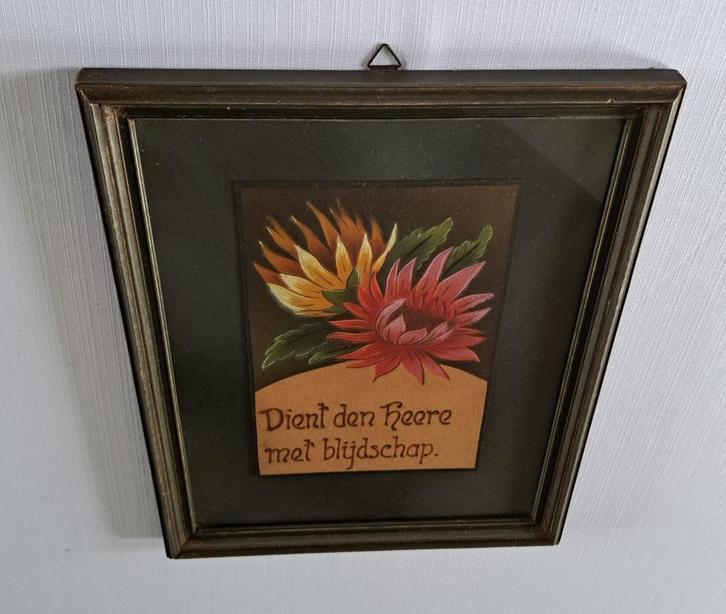 Dient den Heere
met blijdschap.